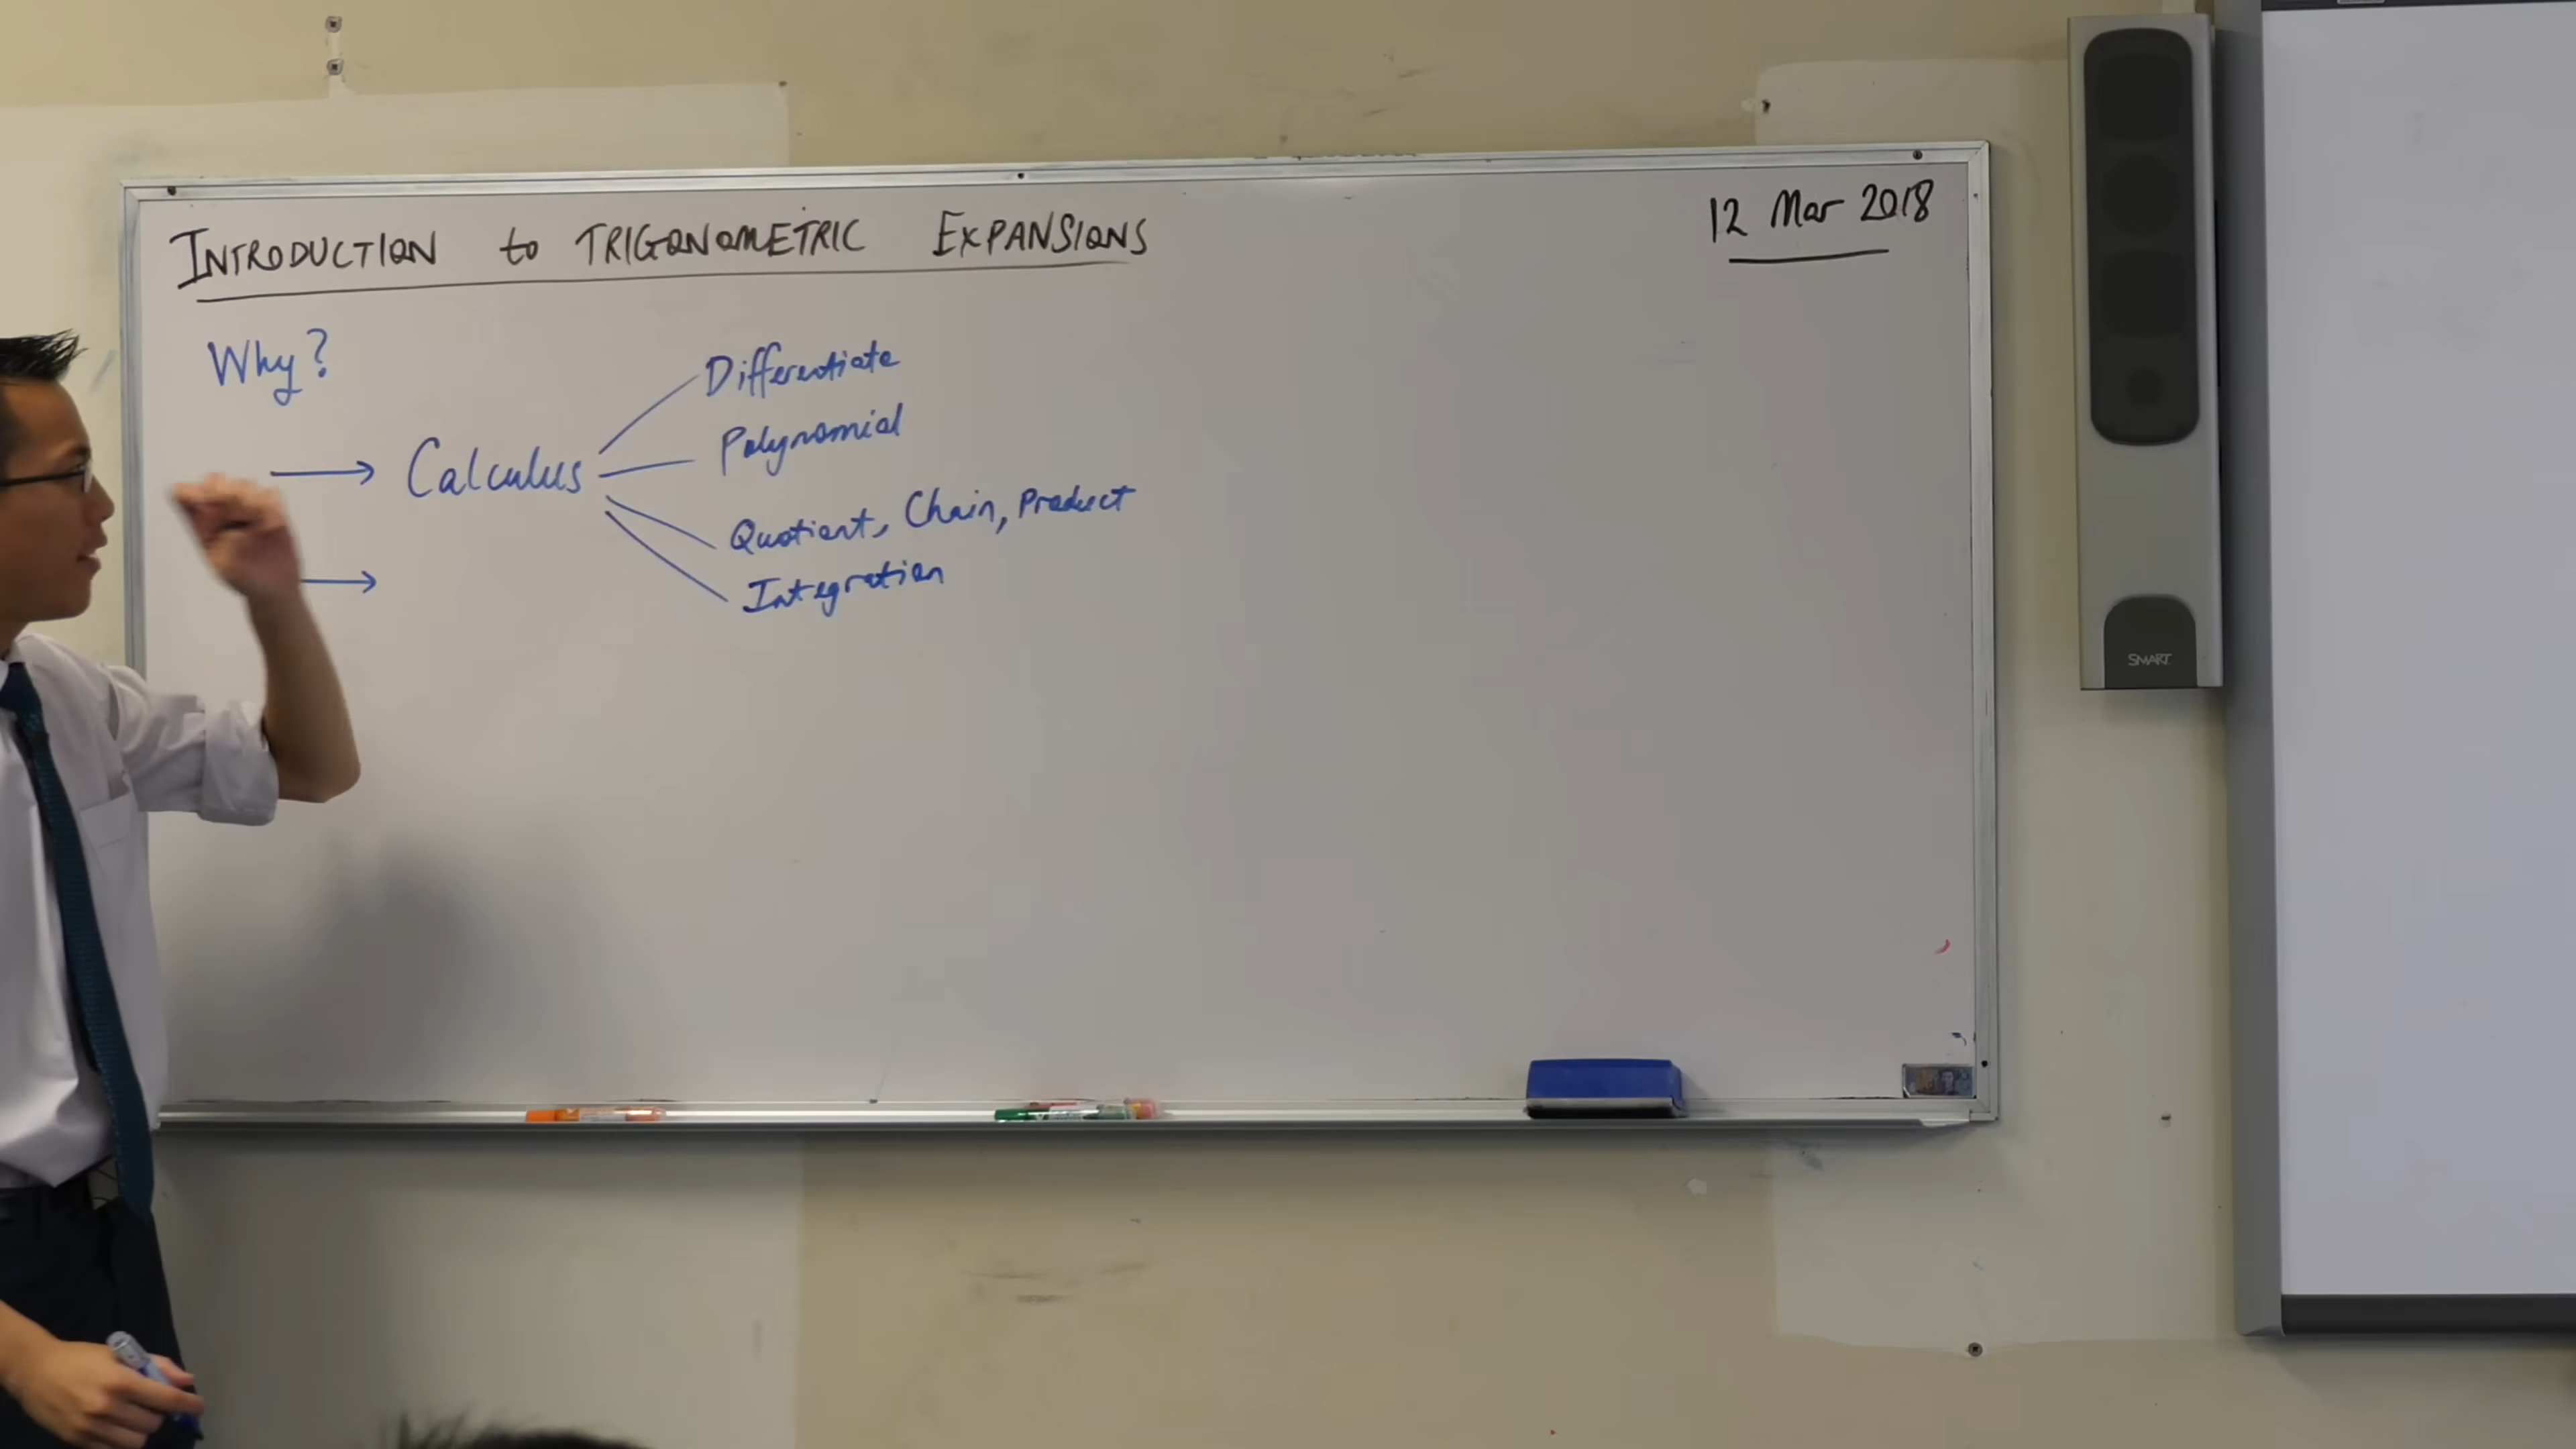 INTRODUCTION to TRIGONOMETRIC EXPANSIONS
12 Mar 2018
Why?
→ Calculus
Differentiate
Polynomial
Quotient, Chain, Product
Integration
→
SMART